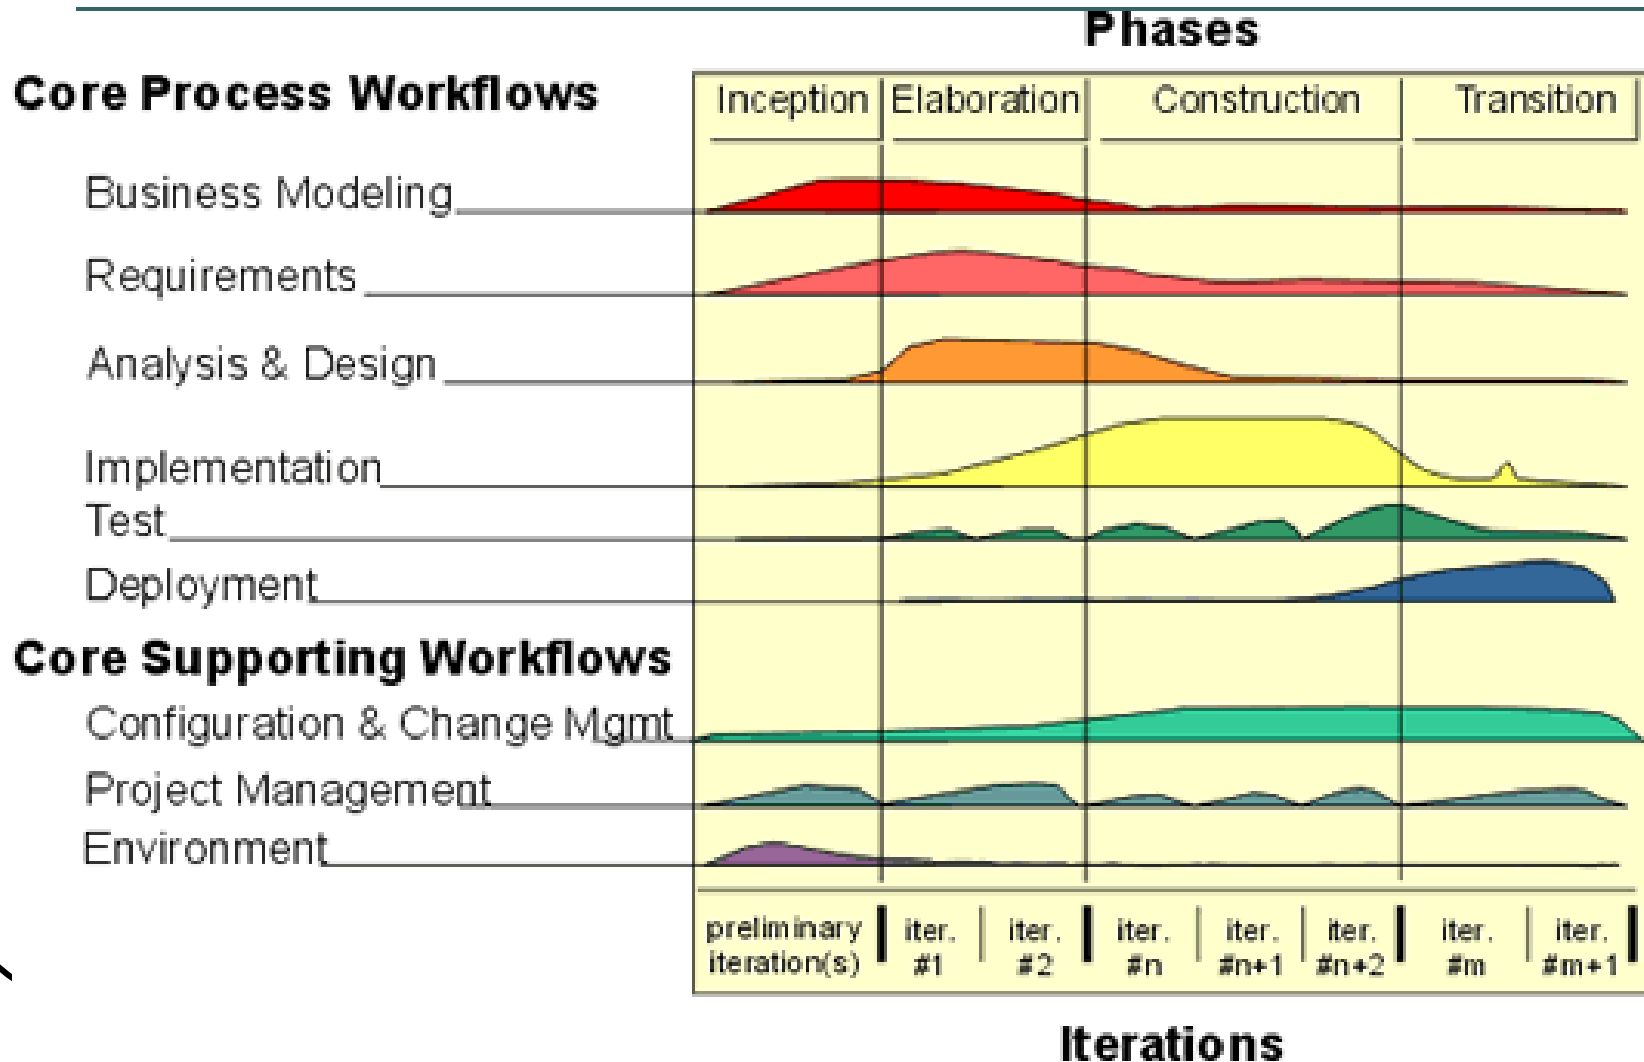 Phases
Core Process Workflows
Inception Elaboration Construction Transition
Business Modeling
Requirements
Analysis & Design
Implementation
Test
Deployment
Core Supporting Workflows
Configuration & Change Mgmt
Project Management
Environment
preliminary iteration(s)
iter. #1
iter. #2
iter. #n
iter. #n+1
iter. #n+2
iter. #m
iter. #m+1
Iterations